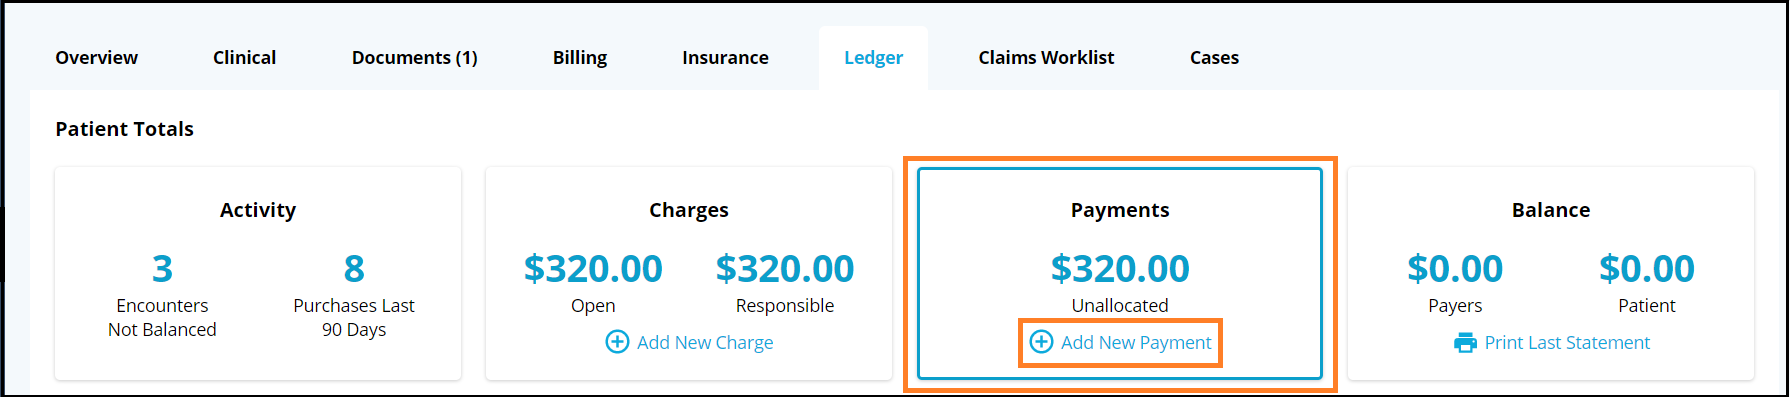 Overview Clinical Documents (1) Billing Insurance Ledger Claims Worklist Cases
Patient Totals
Activity
3 8
Encounters Purchases Last
Not Balanced 90 Days
Charges
$320.00 $320.00
Open Responsible
Add New Charge
Payments
$320.00
Unallocated
Add New Payment
Balance
$0.00 $0.00
Payers Patient
Print Last Statement